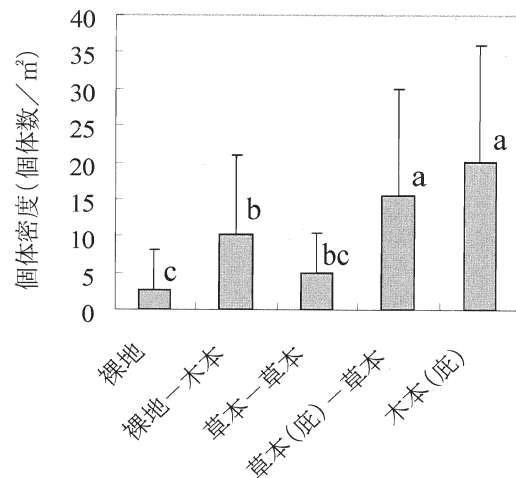 個体密度(個体数/㎡)
40
35
30
25
20
15
10
5
0
c
b
bc
a
a
裸地
裸地−木本
草本−草本
草本(庇)−草本
木本(庇)